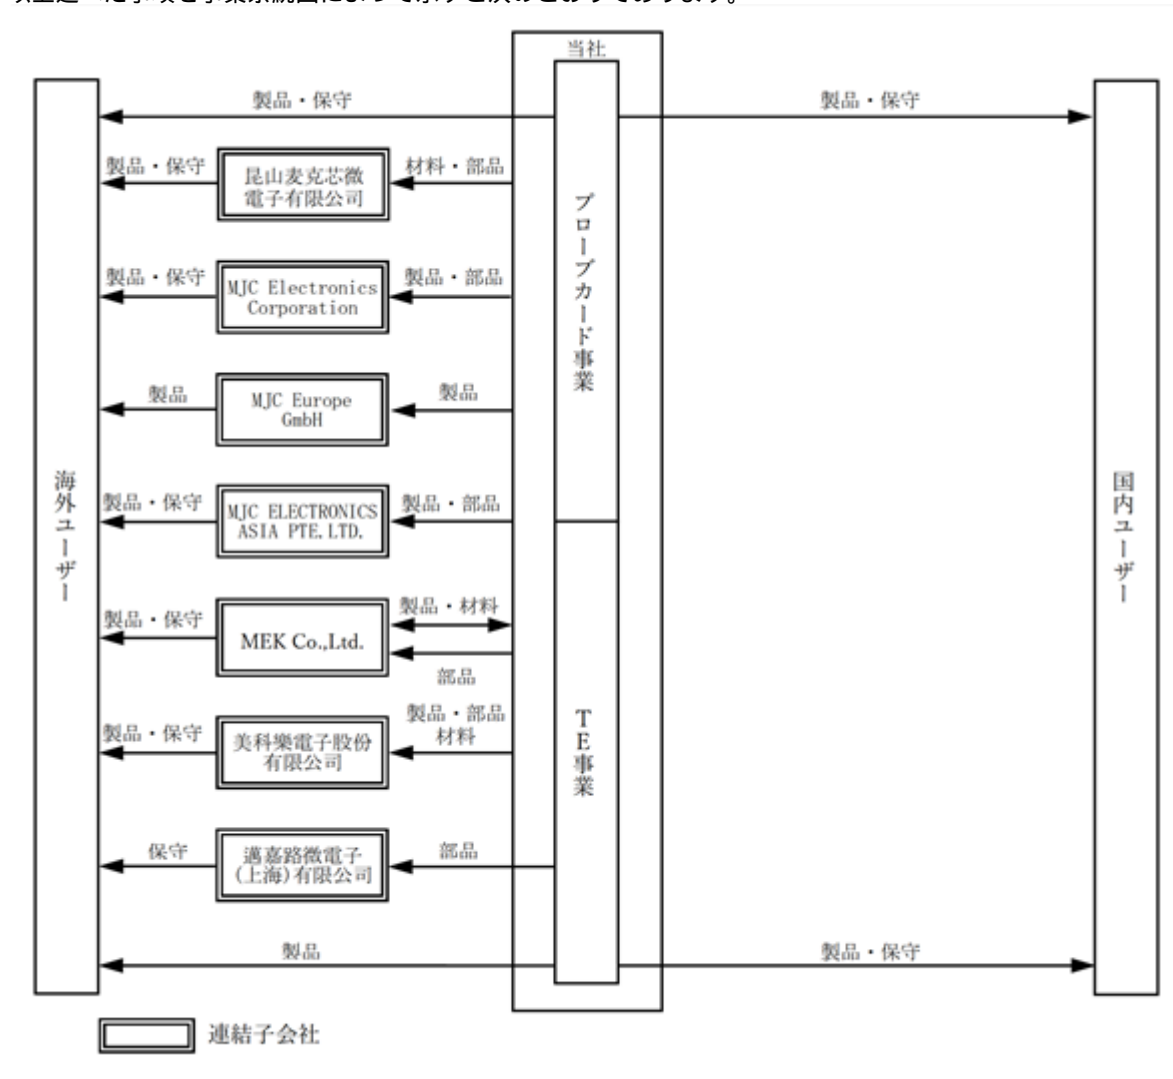 当社
製品・保守
製品・保守
海外ユーザー
国内ユーザー
プローブカード事業
TE事業
製品・保守
昆山麦克芯微
電子有限公司
材料・部品
製品・保守
MJC Electronics
Corporation
製品・部品
製品
MJC Europe
GmbH
製品
製品・保守
MJC ELECTRONICS
ASIA PTE.LTD.
製品・部品
製品・保守
MEK Co.,Ltd.
製品・材料
部品
製品・保守
美科樂電子股份
有限公司
製品・部品
材料
保守
邁嘉路微電子
(上海)有限公司
部品
製品
製品・保守
連結子会社